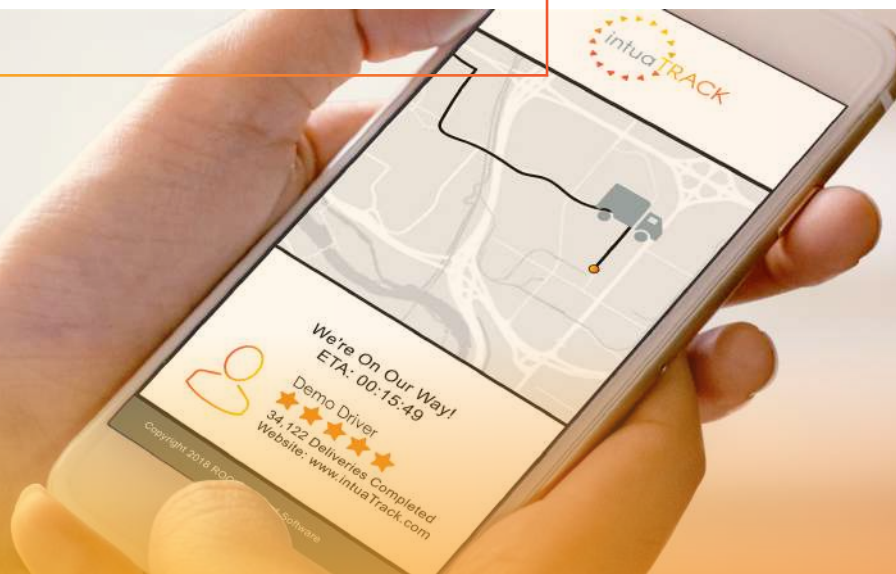 intuaTRACK
We're On Our Way!
ETA: 00:15:49
Demo Driver
34,122 Deliveries Completed
Website: www.intuaTrack.com
Copyright 2018 Software